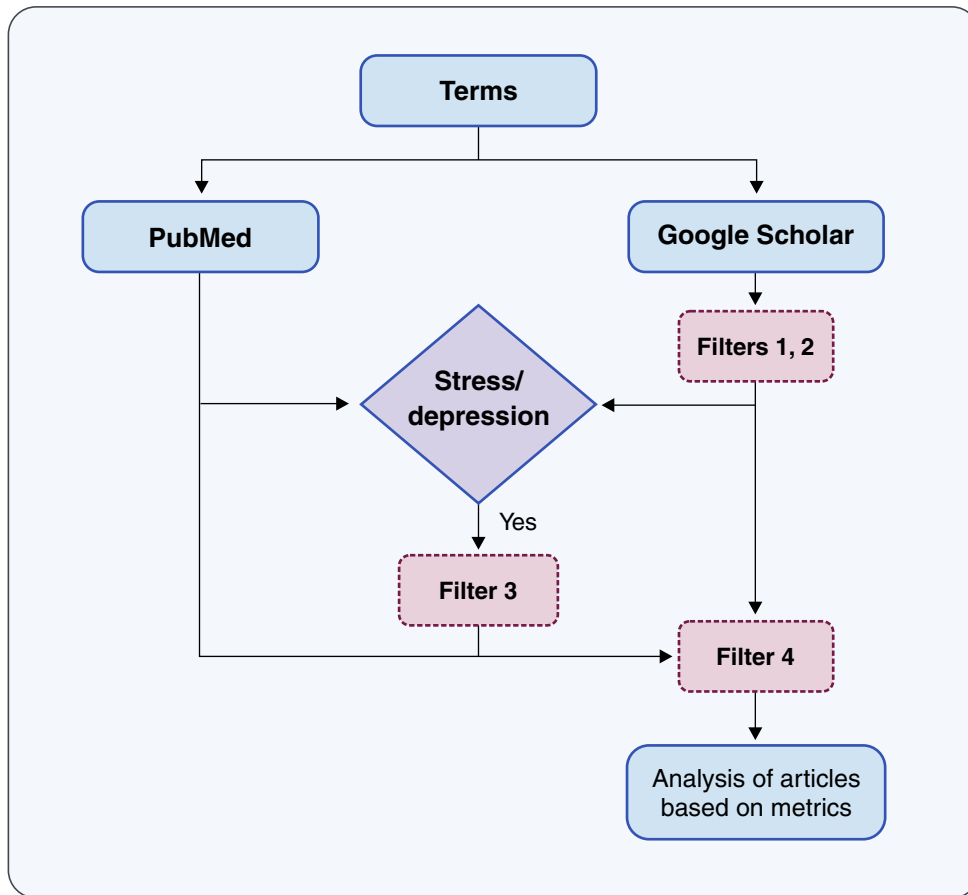 Terms
PubMed
Google Scholar
Filters 1, 2
Stress/
depression
Yes
Filter 3
Filter 4
Analysis of articles
based on metrics